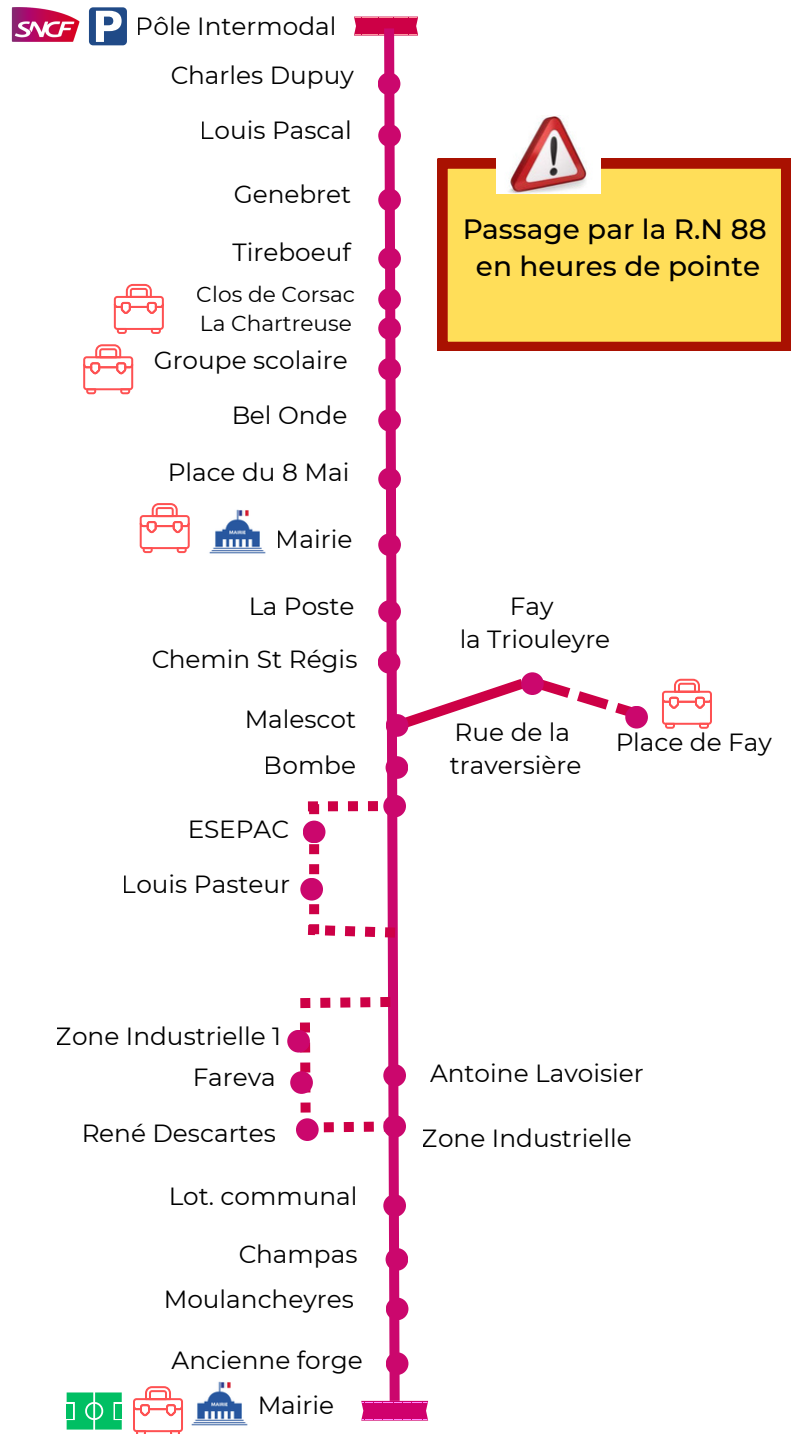 SNCF P Pôle Intermodal
Charles Dupuy
Louis Pascal
Genebret
Passage par la R.N 88
en heures de pointe
Tireboeuf
Clos de Corsac
La Chartreuse
Groupe scolaire
Bel Onde
Place du 8 Mai
MAIRIE Mairie
La Poste
Fay
la Triouleyre
Chemin St Régis
Malescot
Rue de la
traversière
Place de Fay
Bombe
ESEPAC
Louis Pasteur
Zone Industrielle 1
Fareva
Antoine Lavoisier
René Descartes
Zone Industrielle
Lot. communal
Champas
Moulancheyres
Ancienne forge
MAIRIE Mairie